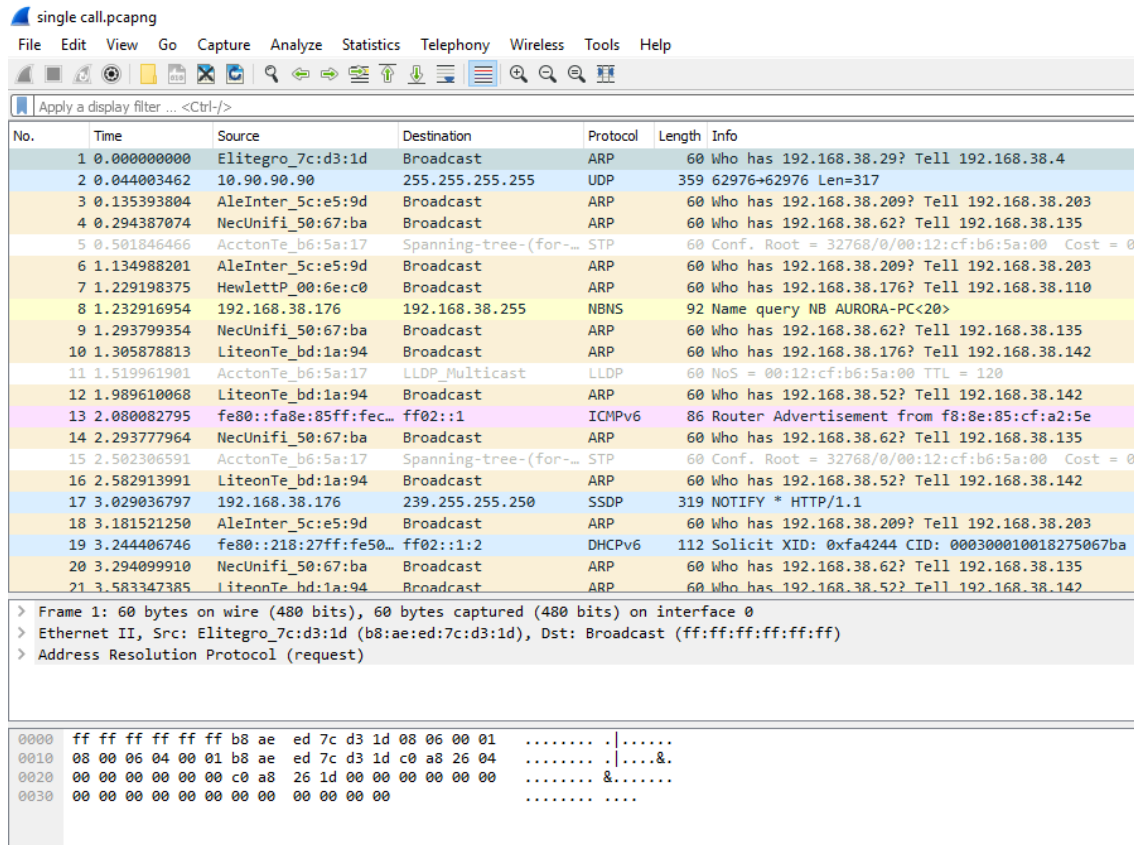 single call.pcapng
File Edit View Go Capture Analyze Statistics Telephony Wireless Tools Help
Apply a display filter ... <Ctrl-/>
No. Time Source Destination Protocol Length Info
1 0.000000000 Elitegro_7c:d3:1d Broadcast ARP 60 Who has 192.168.38.29? Tell 192.168.38.4
2 0.044003462 10.90.90.90 255.255.255.255 UDP 359 62976→62976 Len=317
3 0.135393804 AleInter_5c:e5:9d Broadcast ARP 60 Who has 192.168.38.209? Tell 192.168.38.203
4 0.294387074 NecUnifi_50:67:ba Broadcast ARP 60 Who has 192.168.38.62? Tell 192.168.38.135
5 0.501846466 AcctonTe_b6:5a:17 Spanning-tree-(for-… STP 60 Conf. Root = 32768/0/00:12:cf:b6:5a:00 Cost = 0
6 1.134988201 AleInter_5c:e5:9d Broadcast ARP 60 Who has 192.168.38.209? Tell 192.168.38.203
7 1.229198375 HewlettP_00:6e:c0 Broadcast ARP 60 Who has 192.168.38.176? Tell 192.168.38.110
8 1.232916954 192.168.38.176 192.168.38.255 NBNS 92 Name query NB AURORA-PC<20>
9 1.293799354 NecUnifi_50:67:ba Broadcast ARP 60 Who has 192.168.38.62? Tell 192.168.38.135
10 1.305878813 LiteonTe_bd:1a:94 Broadcast ARP 60 Who has 192.168.38.176? Tell 192.168.38.142
11 1.519961901 AcctonTe_b6:5a:17 LLDP_Multicast LLDP 60 NoS = 00:12:cf:b6:5a:00 TTL = 120
12 1.989610068 LiteonTe_bd:1a:94 Broadcast ARP 60 Who has 192.168.38.52? Tell 192.168.38.142
13 2.080082795 fe80::fa8e:85ff:fec… ff02::1 ICMPv6 86 Router Advertisement from f8:8e:85:cf:a2:5e
14 2.293777964 NecUnifi_50:67:ba Broadcast ARP 60 Who has 192.168.38.62? Tell 192.168.38.135
15 2.502306591 AcctonTe_b6:5a:17 Spanning-tree-(for-… STP 60 Conf. Root = 32768/0/00:12:cf:b6:5a:00 Cost = 0
16 2.582913991 LiteonTe_bd:1a:94 Broadcast ARP 60 Who has 192.168.38.52? Tell 192.168.38.142
17 3.029036797 192.168.38.176 239.255.255.250 SSDP 319 NOTIFY * HTTP/1.1
18 3.181521250 AleInter_5c:e5:9d Broadcast ARP 60 Who has 192.168.38.209? Tell 192.168.38.203
19 3.244406746 fe80::218:27ff:fe50… ff02::1:2 DHCPv6 112 Solicit XID: 0xfa4244 CID: 000300010018275067ba
20 3.294099910 NecUnifi_50:67:ba Broadcast ARP 60 Who has 192.168.38.62? Tell 192.168.38.135
21 3.583347385 LiteonTe_bd:1a:94 Broadcast ARP 60 Who has 192.168.38.52? Tell 192.168.38.142
> Frame 1: 60 bytes on wire (480 bits), 60 bytes captured (480 bits) on interface 0
> Ethernet II, Src: Elitegro_7c:d3:1d (b8:ae:ed:7c:d3:1d), Dst: Broadcast (ff:ff:ff:ff:ff:ff)
> Address Resolution Protocol (request)
0000 ff ff ff ff ff ff b8 ae ed 7c d3 1d 08 06 00 01 ........ .|......
0010 08 00 06 04 00 01 b8 ae ed 7c d3 1d c0 a8 26 04 ........ .|....&.
0020 00 00 00 00 00 00 c0 a8 26 1d 00 00 00 00 00 00 ........ &.......
0030 00 00 00 00 00 00 00 00 00 00 00 00 ........ ....